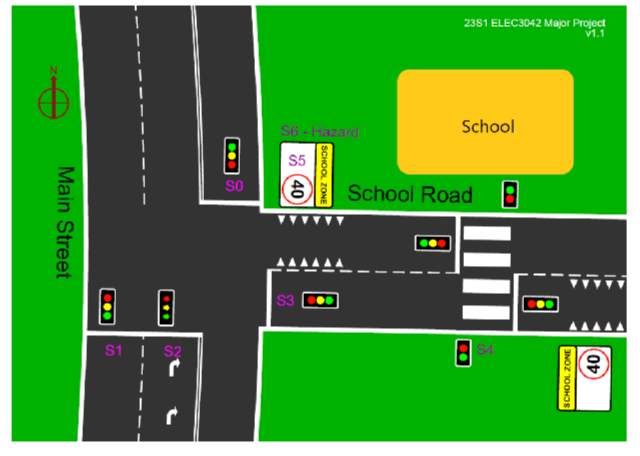 23S1 ELEC3042 Major Project
v1.1
N
School
S6 - Hazard
S5
SCHOOL ZONE
40
S0
School Road
Main Street
S3
S1
S2
S4
SCHOOL ZONE
40